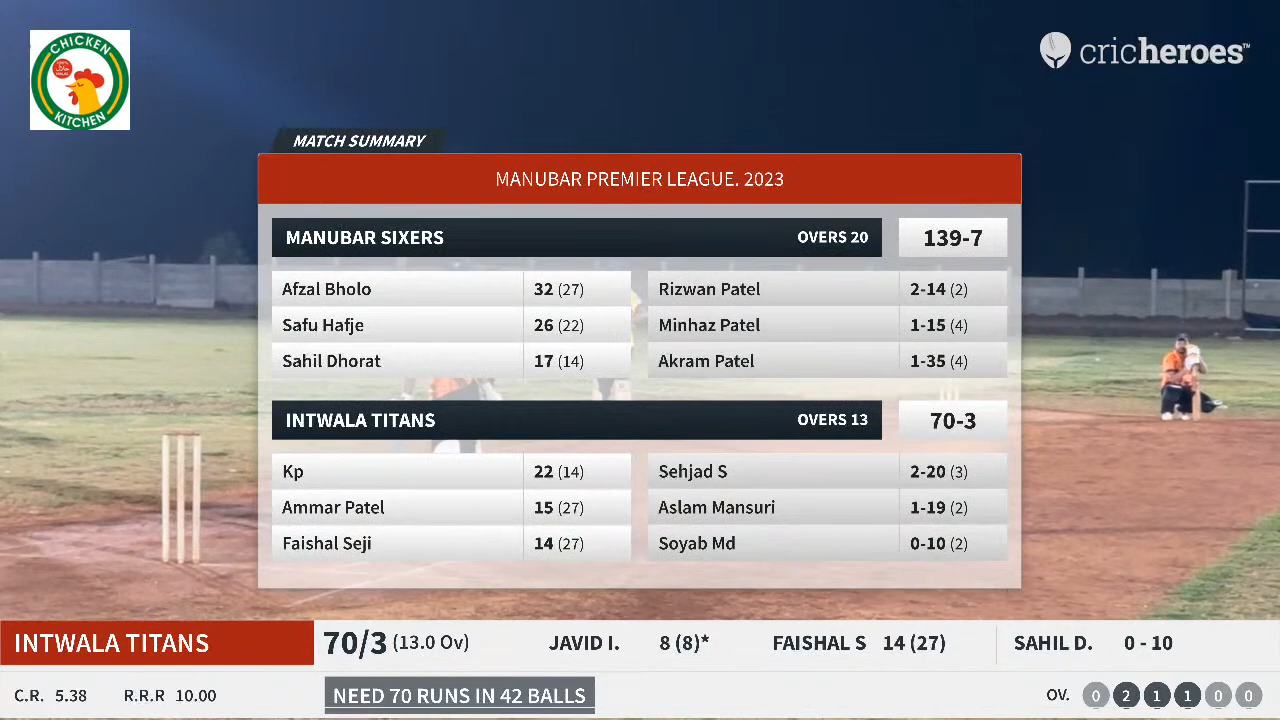 CHICKEN
100%
حلال
HALAL
KITCHEN
cricheroes™
MATCH SUMMARY
MANUBAR PREMIER LEAGUE. 2023
MANUBAR SIXERS OVERS 20 139-7
Afzal Bholo 32 (27) Rizwan Patel 2-14 (2)
Safu Hafje 26 (22) Minhaz Patel 1-15 (4)
Sahil Dhorat 17 (14) Akram Patel 1-35 (4)
INTWALA TITANS OVERS 13 70-3
Kp 22 (14) Sehjad S 2-20 (3)
Ammar Patel 15 (27) Aslam Mansuri 1-19 (2)
Faishal Seji 14 (27) Soyab Md 0-10 (2)
INTWALA TITANS 70/3 (13.0 Ov) JAVID I. 8 (8)* FAISHAL S 14 (27) SAHIL D. 0 - 10
C.R. 5.38 R.R.R 10.00 NEED 70 RUNS IN 42 BALLS OV. 0 2 1 1 0 0